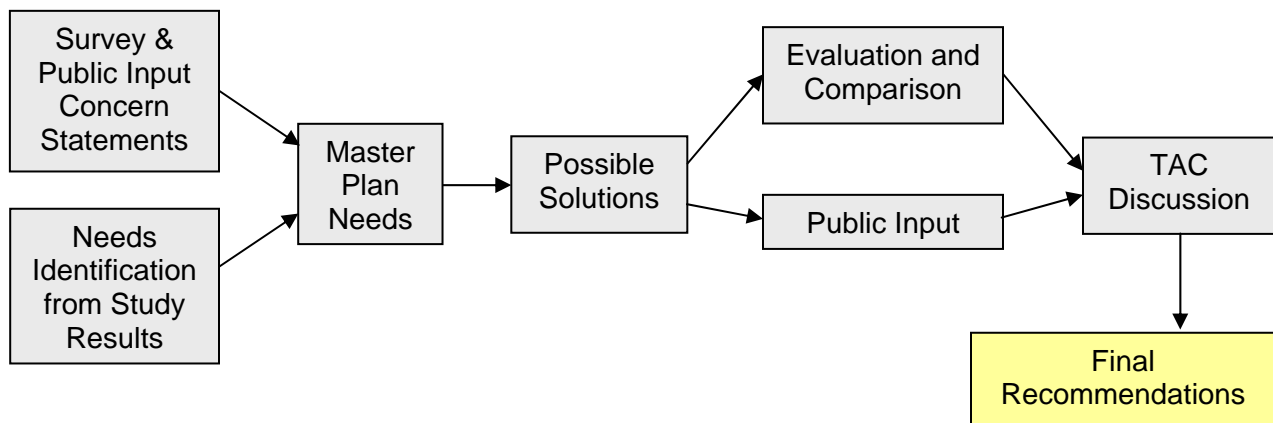 Survey &
Public Input
Concern
Statements
Needs
Identification
from Study
Results
Master
Plan
Needs
Possible
Solutions
Evaluation and
Comparison
Public Input
TAC
Discussion
Final
Recommendations